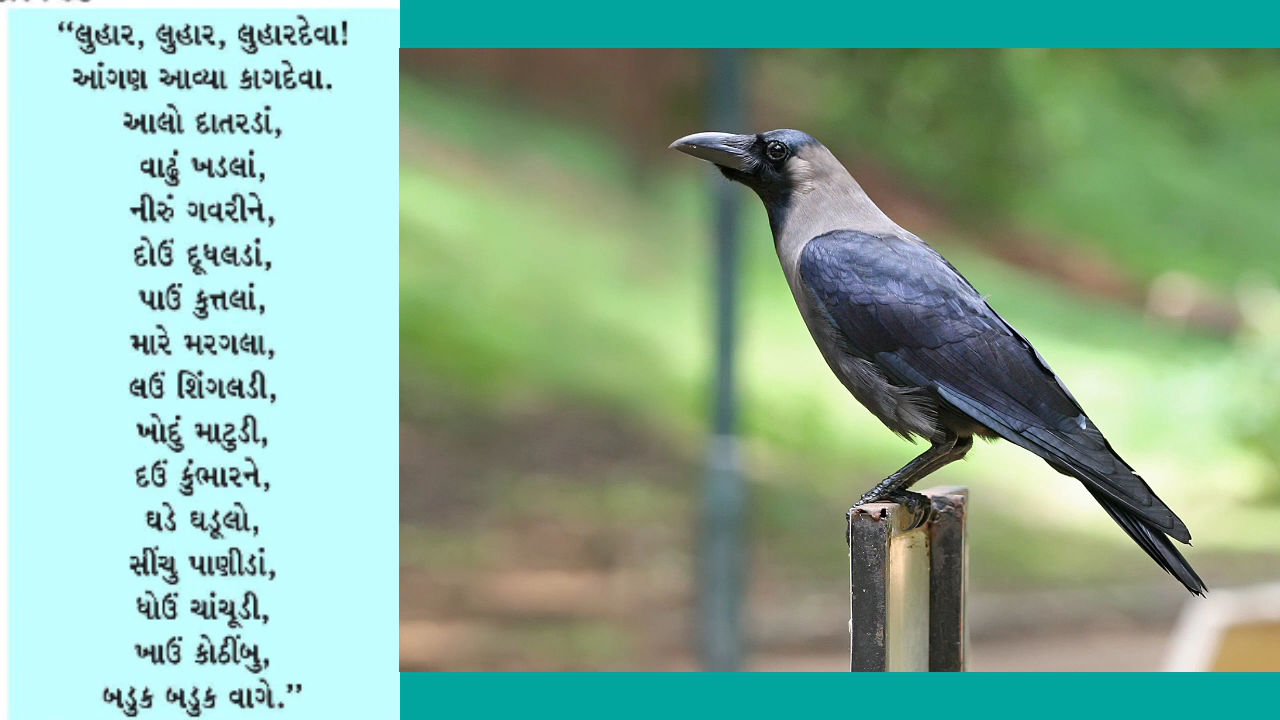 “લુહાર, લુહાર, લુહારદેવા!
આંગણ આવ્યા કાગદેવા.
આલો દાતરડાં,
વાઢું ખડલાં,
નીરું ગવરીને,
દોઉં દૂધલડાં,
પાઉં કુત્તલાં,
મારે મરગલા,
લઉં શિંગલડી,
ખોદું માટુડી,
દઉં કુંભારને,
ઘડે ઘડૂલો,
સીંચુ પાણીડાં,
ધોઉં ચાંચૂડી,
ખાઉં કોઠીંબુ,
બડુક બડુક વાગે.”